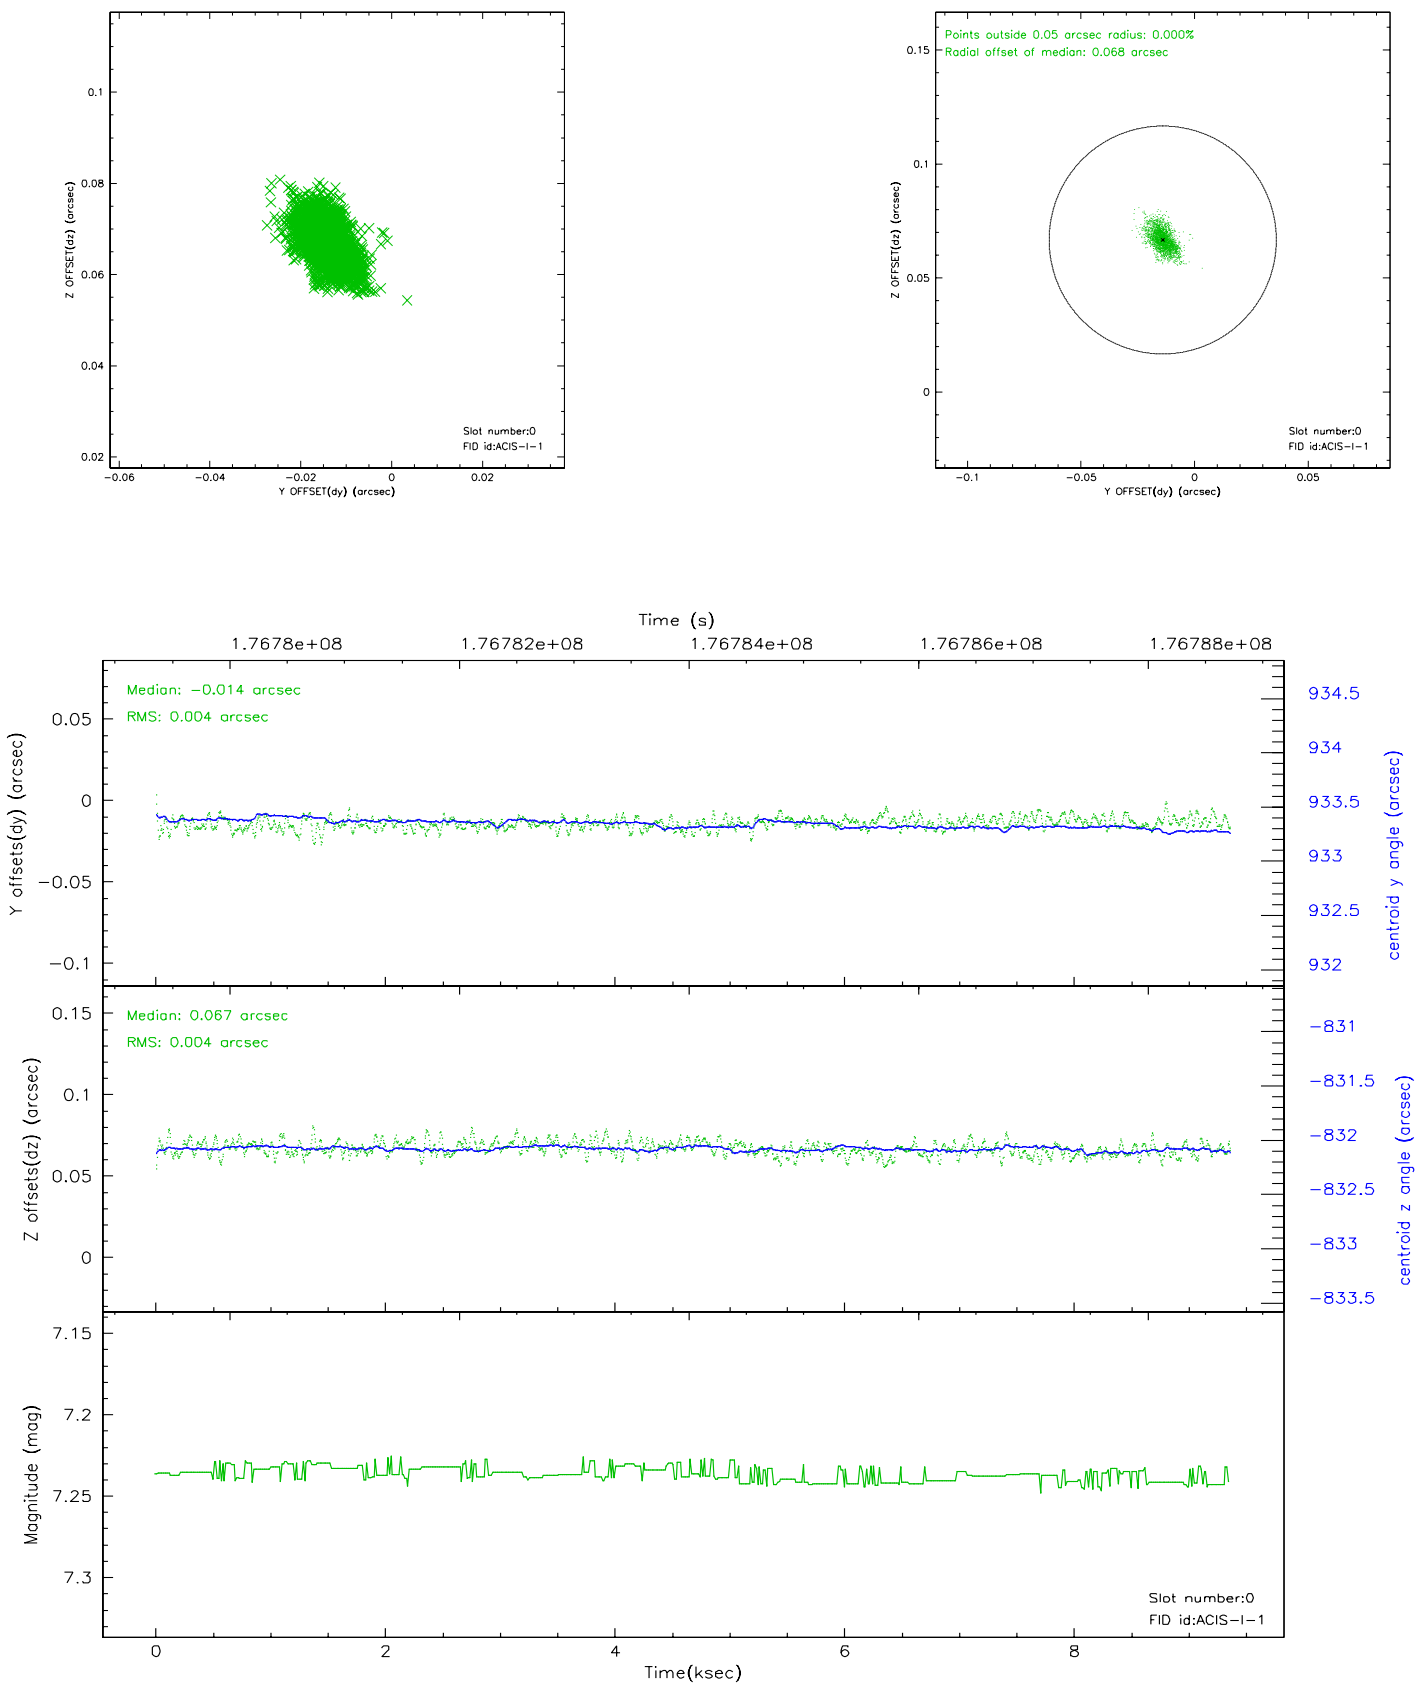 0.1
0.08
0.06
0.04
0.02
Z OFFSET(dz) (arcsec)
Slot number:0
FID id:ACIS-I-1
-0.06 -0.04 -0.02 0 0.02
Y OFFSET(dy) (arcsec)
Points outside 0.05 arcsec radius: 0.000%
Radial offset of median: 0.068 arcsec
0.15
0.1
0.05
0
Z OFFSET(dz) (arcsec)
Slot number:0
FID id:ACIS-I-1
-0.1 -0.05 0 0.05
Y OFFSET(dy) (arcsec)
Time (s)
1.7678e+08 1.76782e+08 1.76784e+08 1.76786e+08 1.76788e+08
Median: -0.014 arcsec
RMS: 0.004 arcsec
0.05
0
-0.05
-0.1
Y offsets(dy) (arcsec)
934.5
934
933.5
933
932.5
932
centroid y angle (arcsec)
Median: 0.067 arcsec
RMS: 0.004 arcsec
0.15
0.1
0.05
0
Z offsets(dz) (arcsec)
-831
-831.5
-832
-832.5
-833
-833.5
centroid z angle (arcsec)
7.15
7.2
7.25
7.3
Magnitude (mag)
Slot number:0
FID id:ACIS-I-1
0 2 4 6 8
Time(ksec)